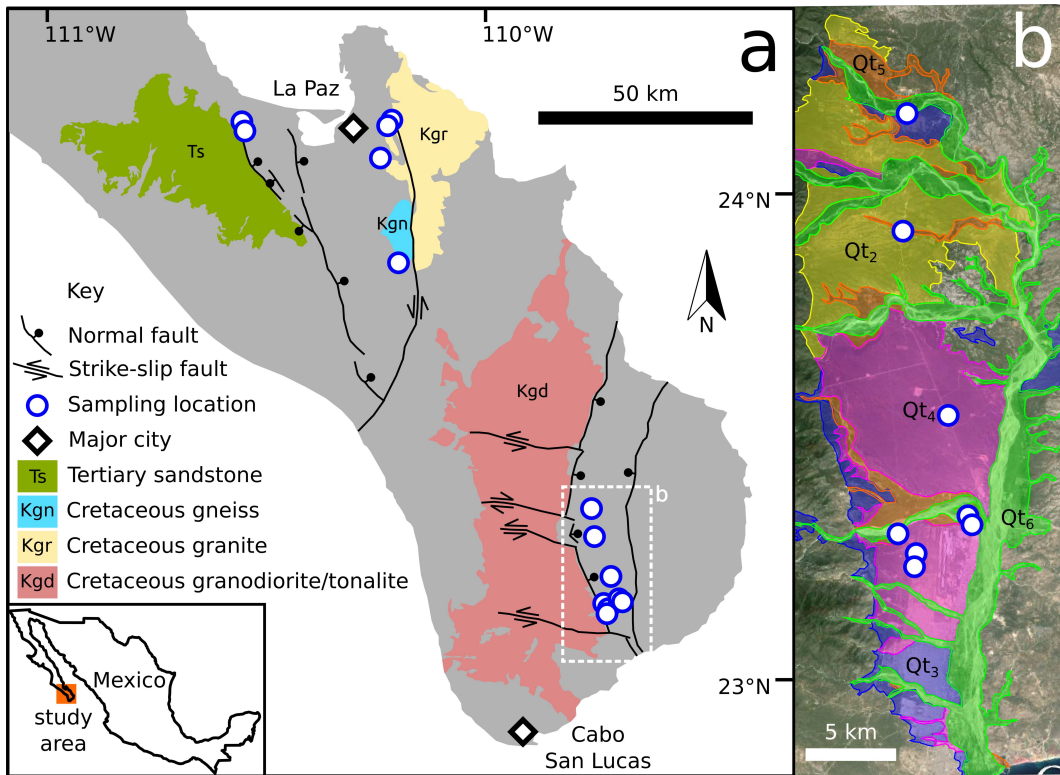 111°W
110°W
a
La Paz
50 km
Kgr
Ts
24°N
Kgn
N
Key
Normal fault
Strike-slip fault
Sampling location
Major city
Ts Tertiary sandstone
Kgn Cretaceous gneiss
Kgr Cretaceous granite
Kgd Cretaceous granodiorite/tonalite
Kgd
b
23°N
Mexico
study
area
Cabo
San Lucas
b
Qt5
Qt2
Qt4
Qt6
Qt3
5 km